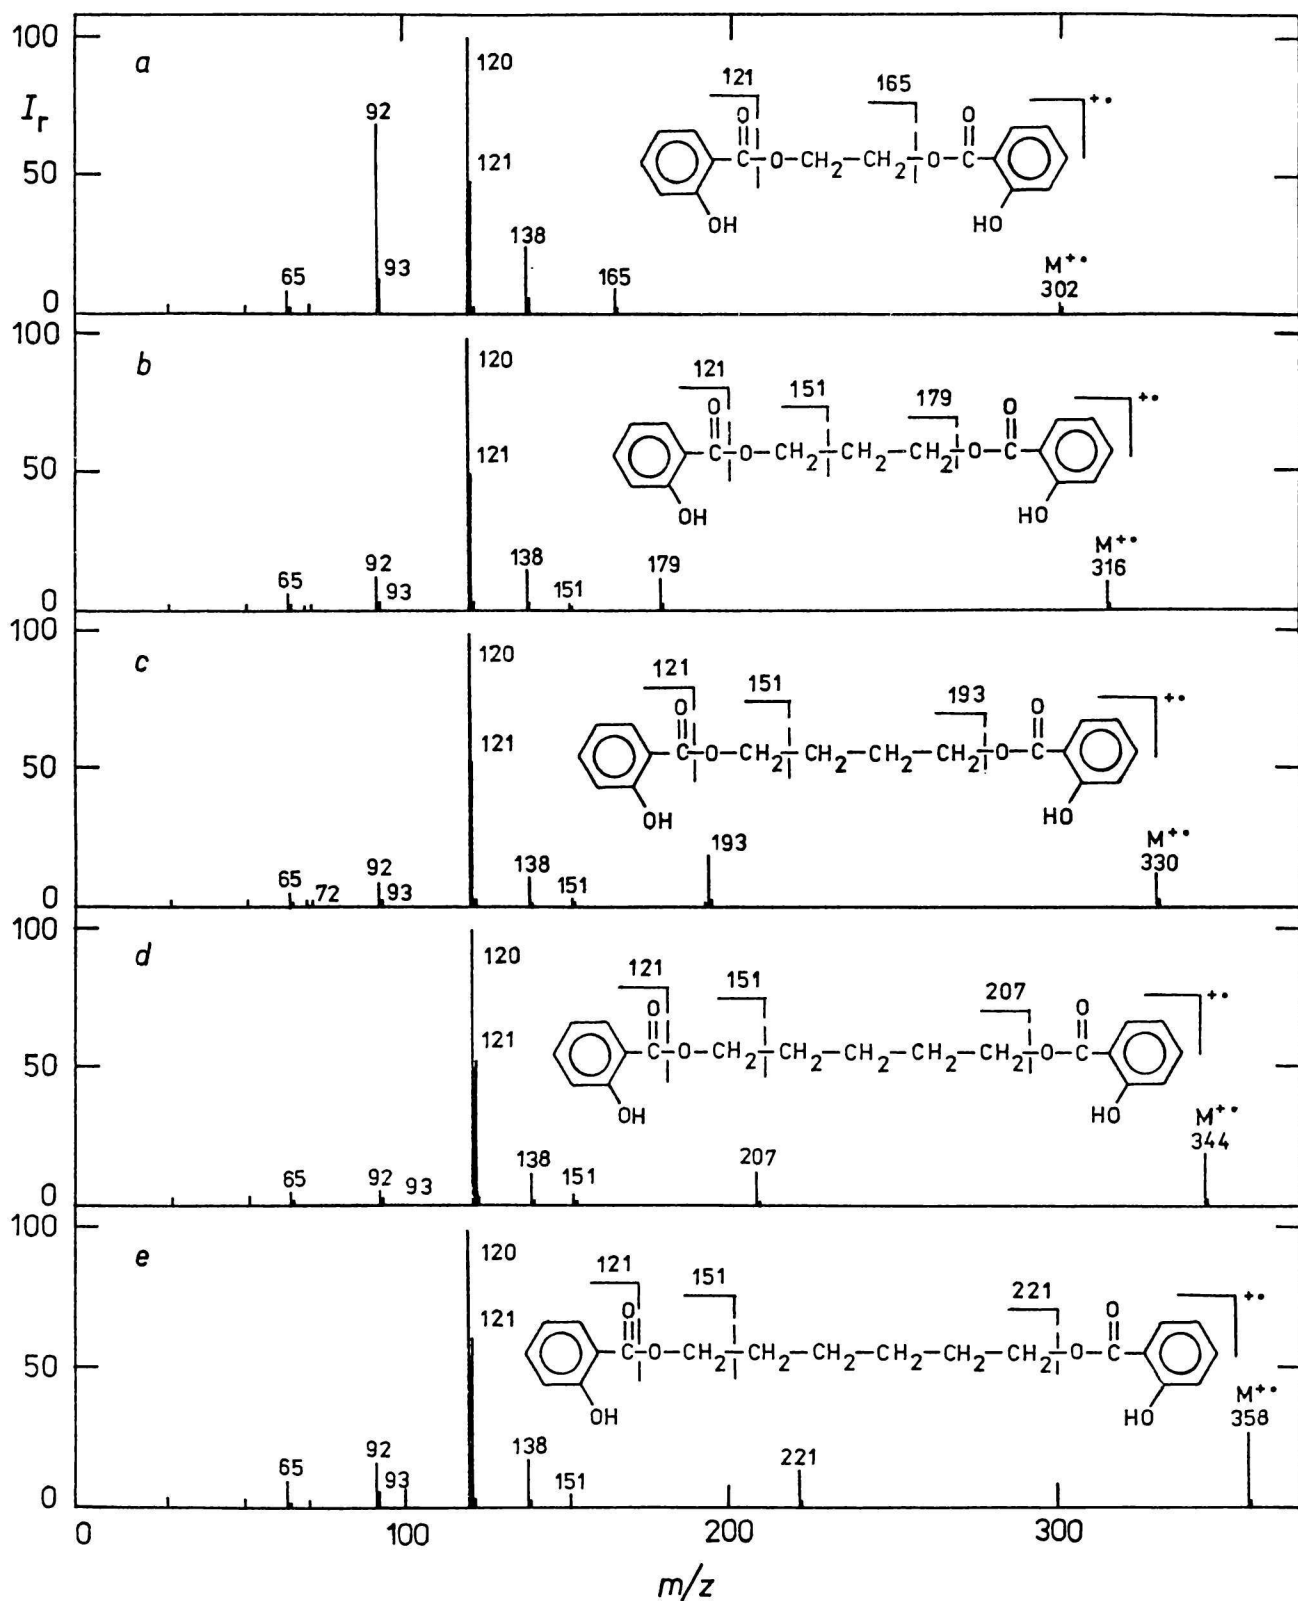 100
a
120
121 165
I_r
92
O O +•
121
C-O-CH2-CH2-O-C
50
OH HO
138
M+•
65 93 165 302
0
100
b
120
121 151 179
O O +•
121
C-O-CH2-CH2-CH2-O-C
50
OH HO
M+•
65 92 138 179 316
93 151
0
100
c
120
121 151 193
O O +•
121
C-O-CH2-CH2-CH2-CH2-O-C
50
OH HO
193 M+•
65 92 138 330
72 93 151
0
100
d
120
121 151 207
O O +•
121
C-O-CH2-CH2-CH2-CH2-CH2-O-C
50
OH HO
M+•
65 92 93 138 151 207 344
0
100
e
120
121 151 221
O O +•
121
C-O-CH2-CH2-CH2-CH2-CH2-CH2-O-C
50
OH HO
M+•
92 138 221 358
65 93 151
0
0 100 200 300
m/z